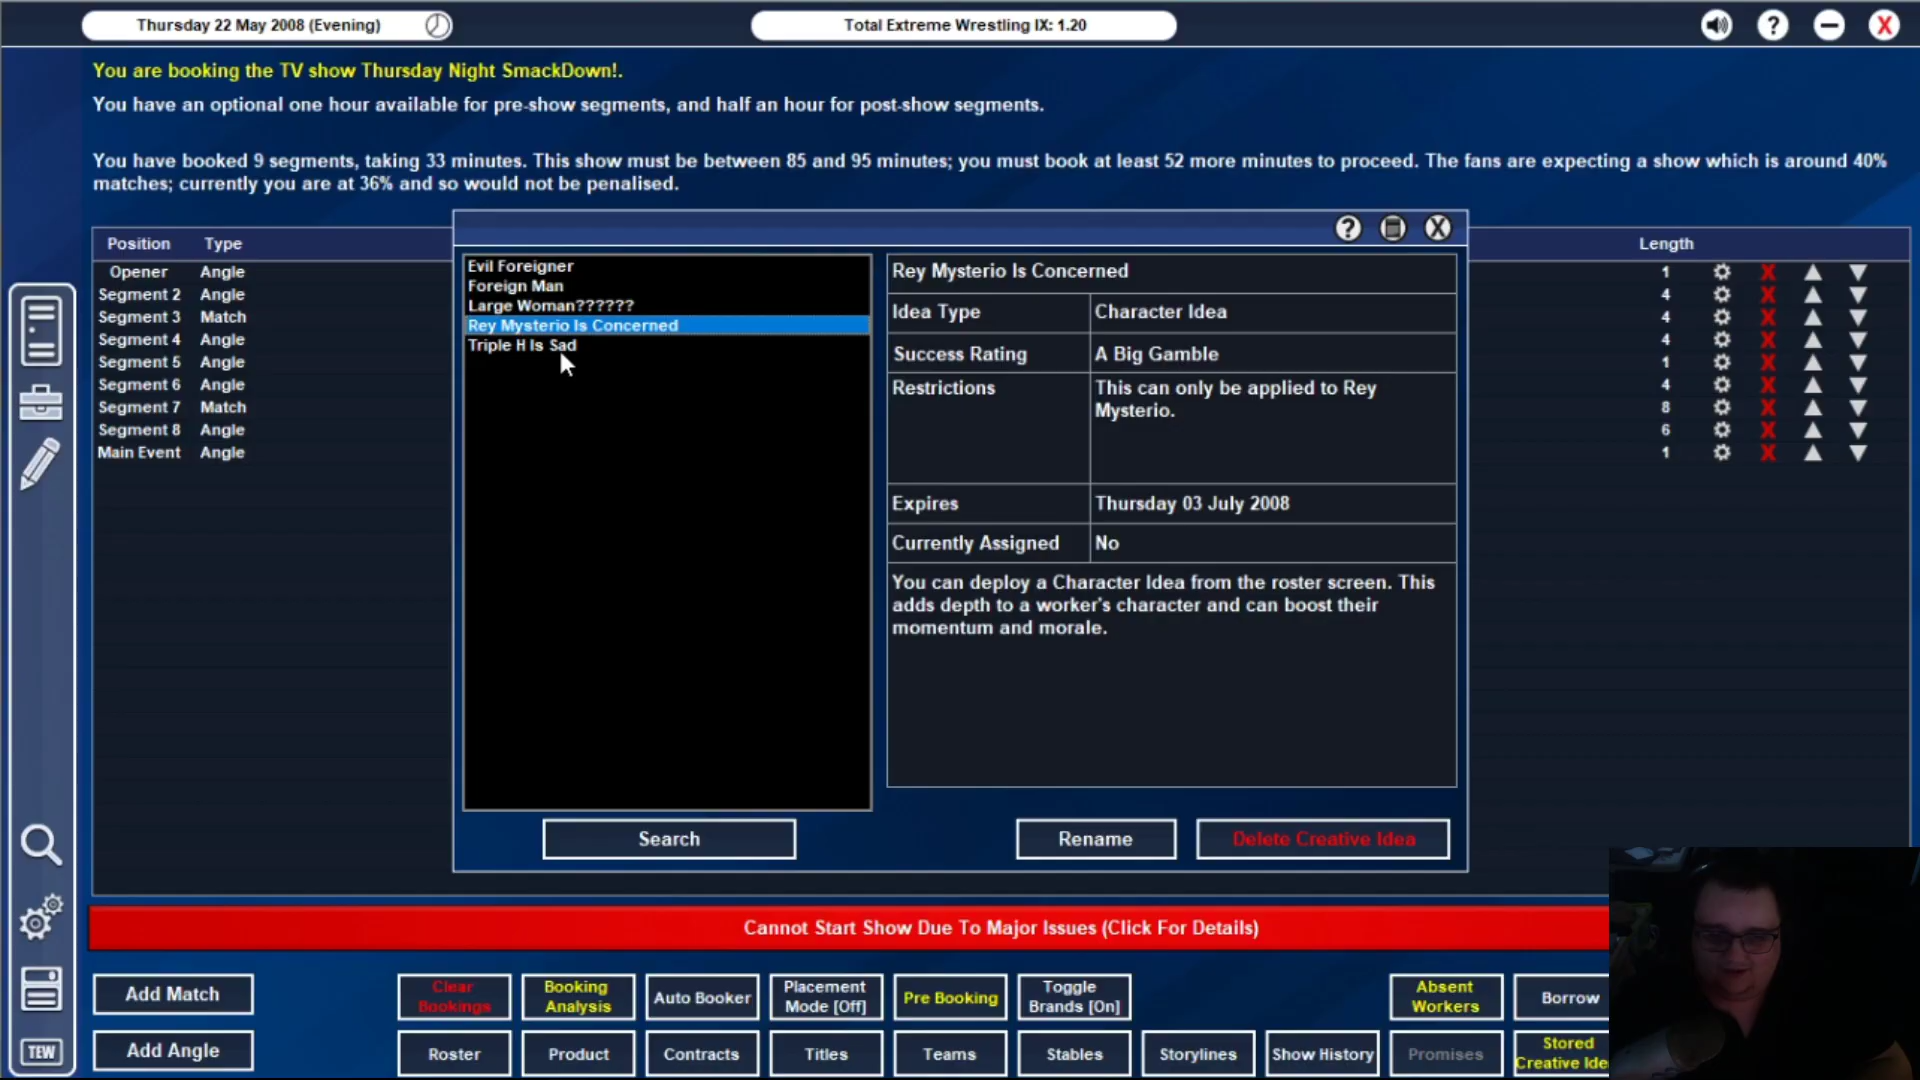 Thursday 22 May 2008 (Evening)
Total Extreme Wrestling IX: 1.20
?
X
You are booking the TV show Thursday Night SmackDown!.
You have an optional one hour available for pre-show segments, and half an hour for post-show segments.
You have booked 9 segments, taking 33 minutes. This show must be between 85 and 95 minutes; you must book at least 52 more minutes to proceed. The fans are expecting a show which is around 40%
matches; currently you are at 36% and so would not be penalised.
Position Type Length
Opener Angle 1 X
Segment 2 Angle 4 X
Segment 3 Match 4 X
Segment 4 Angle 4 X
Segment 5 Angle 1 X
Segment 6 Angle 4 X
Segment 7 Match 8 X
Segment 8 Angle 6 X
Main Event Angle 1 X
? X
Evil Foreigner
Foreign Man
Large Woman??????
Rey Mysterio Is Concerned
Triple H Is Sad
Rey Mysterio Is Concerned
Idea Type Character Idea
Success Rating A Big Gamble
Restrictions This can only be applied to Rey
Mysterio.
Expires Thursday 03 July 2008
Currently Assigned No
You can deploy a Character Idea from the roster screen. This
adds depth to a worker's character and can boost their
momentum and morale.
Search
Rename
Delete Creative Idea
Cannot Start Show Due To Major Issues (Click For Details)
Add Match
Clear
Bookings
Booking
Analysis
Auto Booker
Placement
Mode [Off]
Pre Booking
Toggle
Brands [On]
Absent
Workers
Borrow
TEW
Add Angle
Roster
Product
Contracts
Titles
Teams
Stables
Storylines
Show History
Promises
Stored
Creative Ide